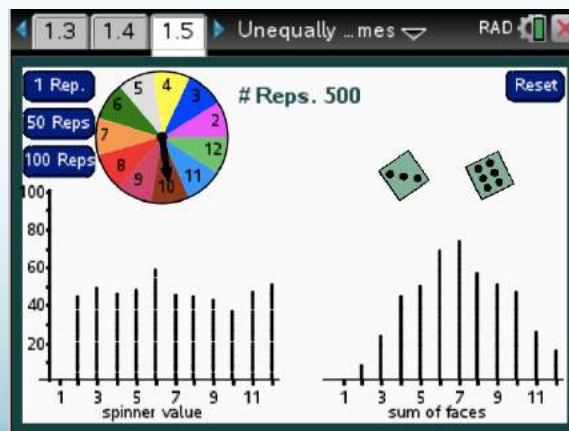 1.3 1.4 1.5 Unequally ...mes RAD
1 Rep.
50 Reps
100 Reps
# Reps. 500
Reset
5 4 3 2 12 11 10 9 8 7 6
100
80
60
40
20
1 3 5 7 9 11
spinner value
1 3 5 7 9 11
sum of faces